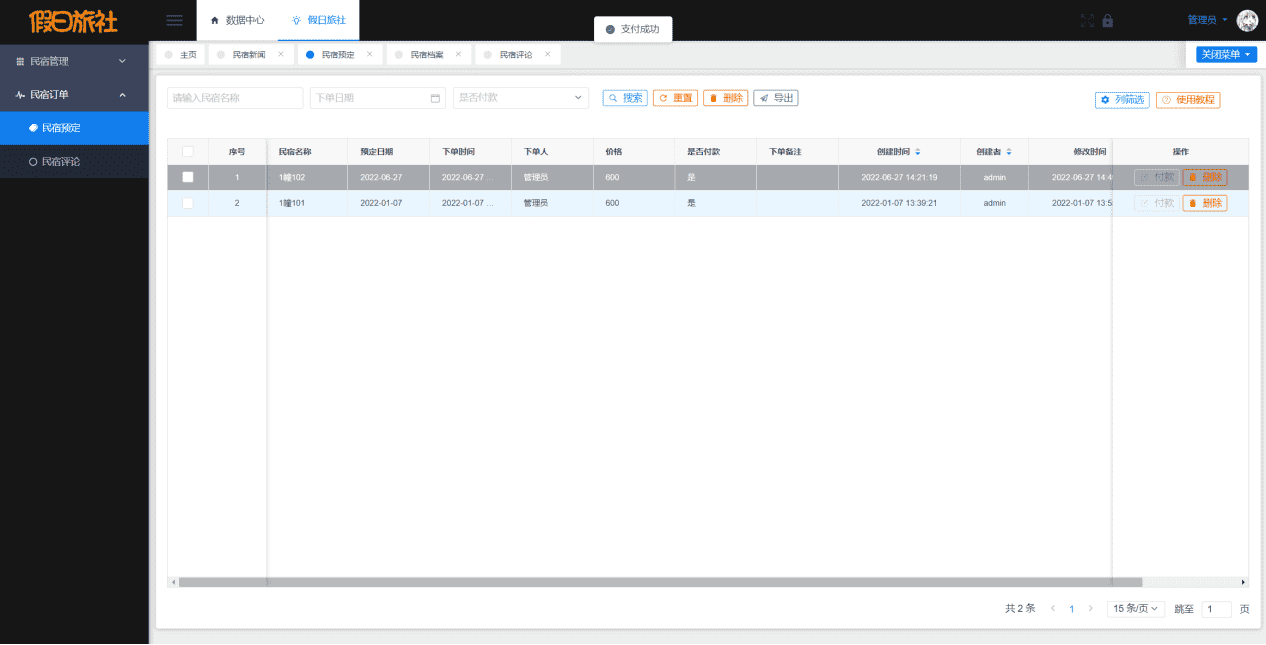 假日旅社
数据中心
假日旅社
支付成功
管理员
民宿管理
民宿订单
民宿预定
民宿评论
主页
民宿新闻 ×
民宿预定 ×
民宿档案 ×
民宿评论 ×
关闭菜单
请输入民宿名称
下单日期
是否付款
搜索
重置
删除
导出
列筛选
使用教程
序号 民宿名称 预定日期 下单时间 下单人 价格 是否付款 下单备注 创建时间 创建者 修改时间 操作
1 1幢102 2022-06-27 2022-06-27 ... 管理员 600 是 2022-06-27 14:21:19 admin 2022-06-27 14:4 付款 删除
2 1幢101 2022-01-07 2022-01-07 ... 管理员 600 是 2022-01-07 13:39:21 admin 2022-01-07 13:5 付款 删除
共 2 条 < 1 > 15 条/页 跳至 1 页